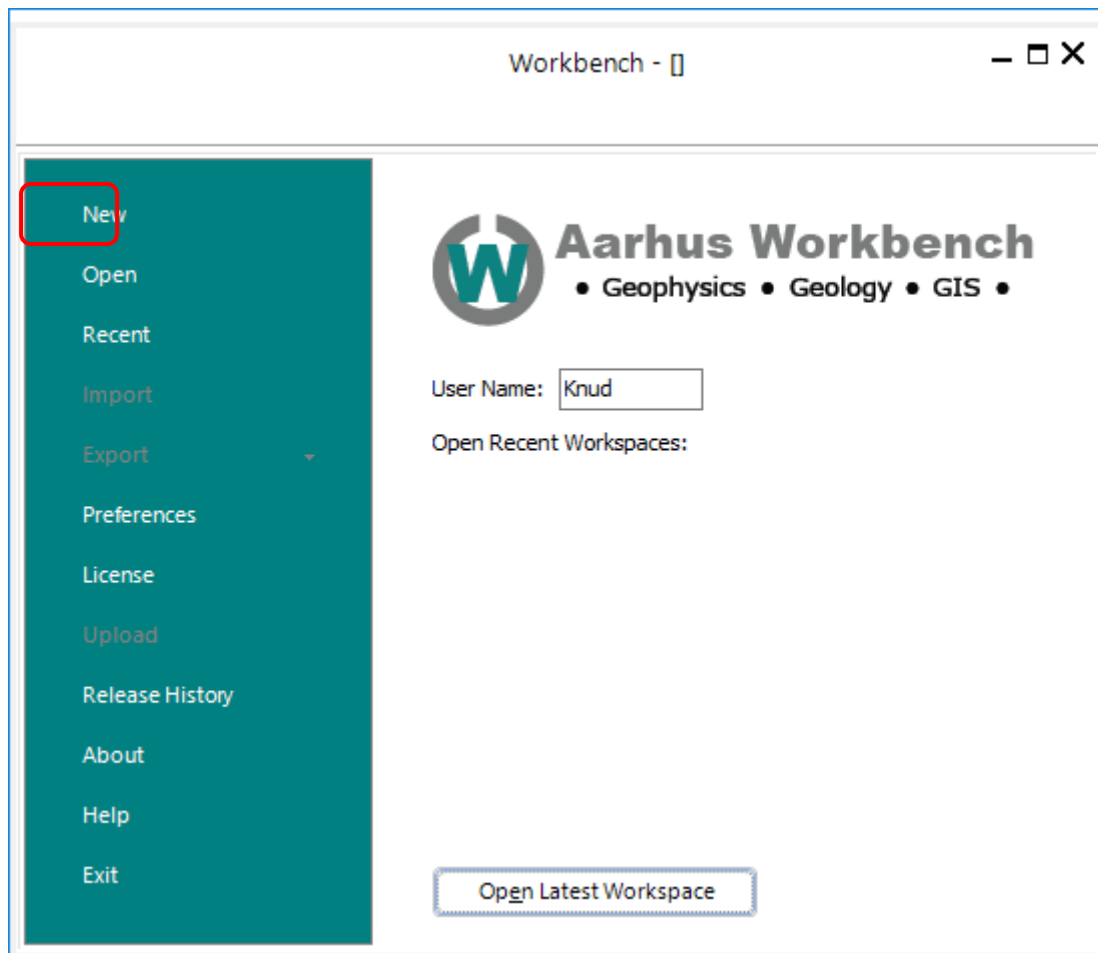 Workbench - []
New
Open
Recent
Import
Export
Preferences
License
Upload
Release History
About
Help
Exit
W
Aarhus Workbench
• Geophysics • Geology • GIS •
User Name: Knud
Open Recent Workspaces:
Open Latest Workspace